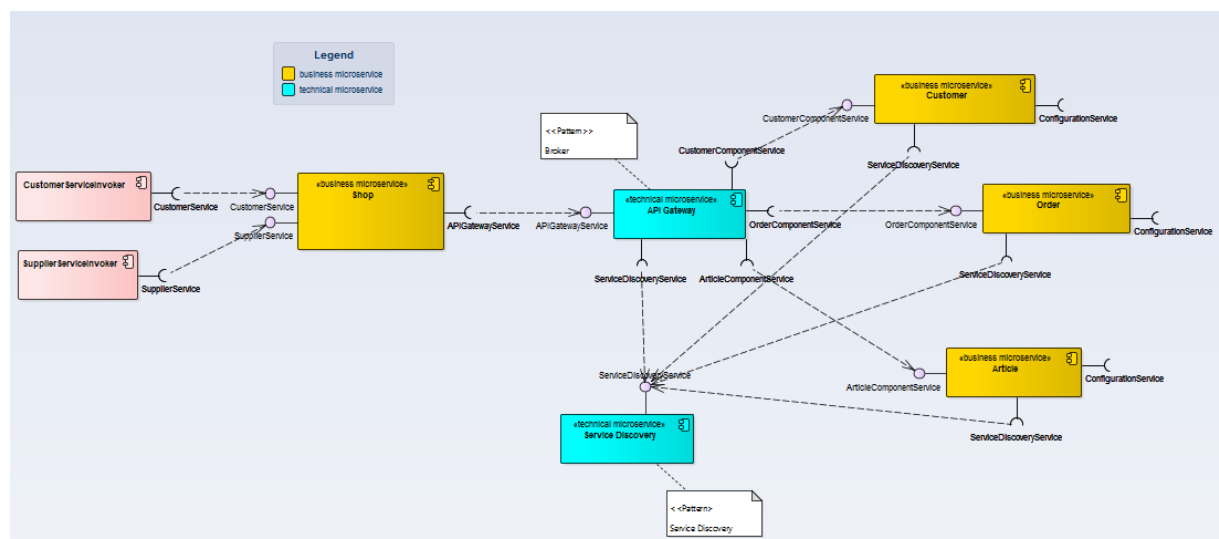 Legend
business microservice
technical microservice
«business microservice»
Customer
CustomerComponentService
ConfigurationService
<<Pattern>>
Broker
CustomerComponentService
ServiceDiscoveryService
CustomerServiceInvoker
CustomerService
CustomerService
«business microservice»
Shop
SupplierService
APIGatewayService
APIGatewayService
«technical microservice»
API Gateway
OrderComponentService
OrderComponentService
«business microservice»
Order
ConfigurationService
SupplierServiceInvoker
SupplierService
ServiceDiscoveryService
ArticleComponentService
ServiceDiscoveryService
«business microservice»
Article
ArticleComponentService
ConfigurationService
ServiceDiscoveryService
ServiceDiscoveryService
«technical microservice»
Service Discovery
< <Pattern>
Service Discovery